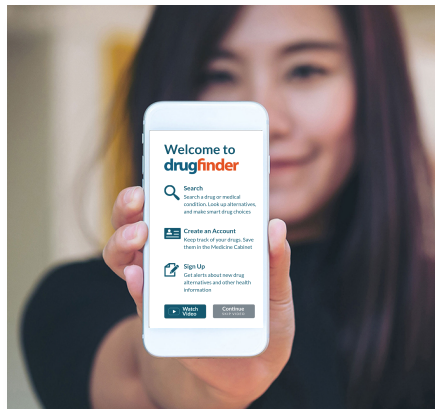 Welcome to
drugfinder
Search
Search a drug or medical
condition. Look up alternatives,
and make smart drug choices
Create an Account
Keep track of your drugs. Save
them in the Medicine Cabinet
Sign Up
Get alerts about new drug
alternatives and other health
information
Watch
Video
Continue